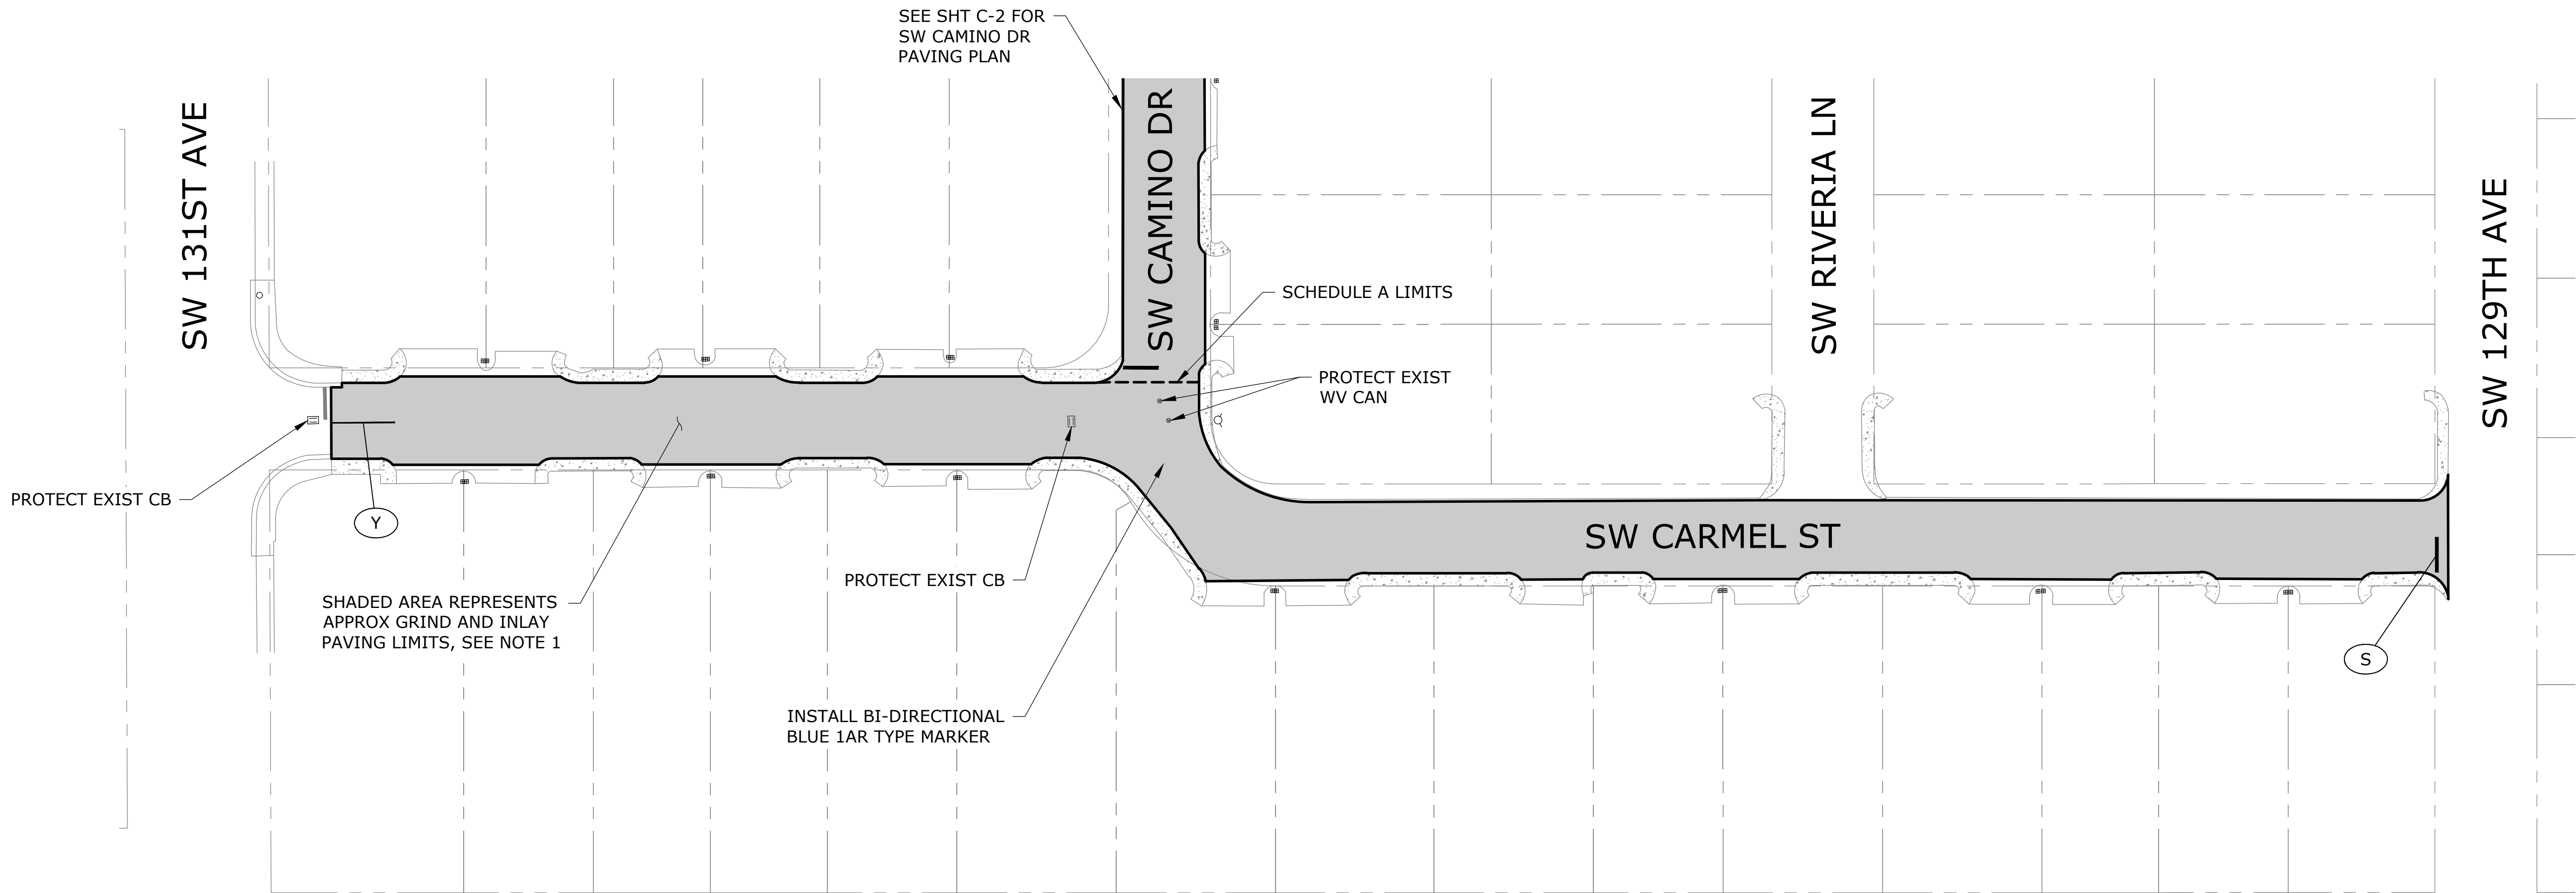 SEE SHT C-2 FOR
SW CAMINO DR
PAVING PLAN
SW 131ST AVE
SW CAMINO DR
SW RIVERIA LN
SW 129TH AVE
SCHEDULE A LIMITS
PROTECT EXIST
WV CAN
PROTECT EXIST CB
Y
SW CARMEL ST
PROTECT EXIST CB
SHADED AREA REPRESENTS
APPROX GRIND AND INLAY
PAVING LIMITS, SEE NOTE 1
S
INSTALL BI-DIRECTIONAL
BLUE 1AR TYPE MARKER